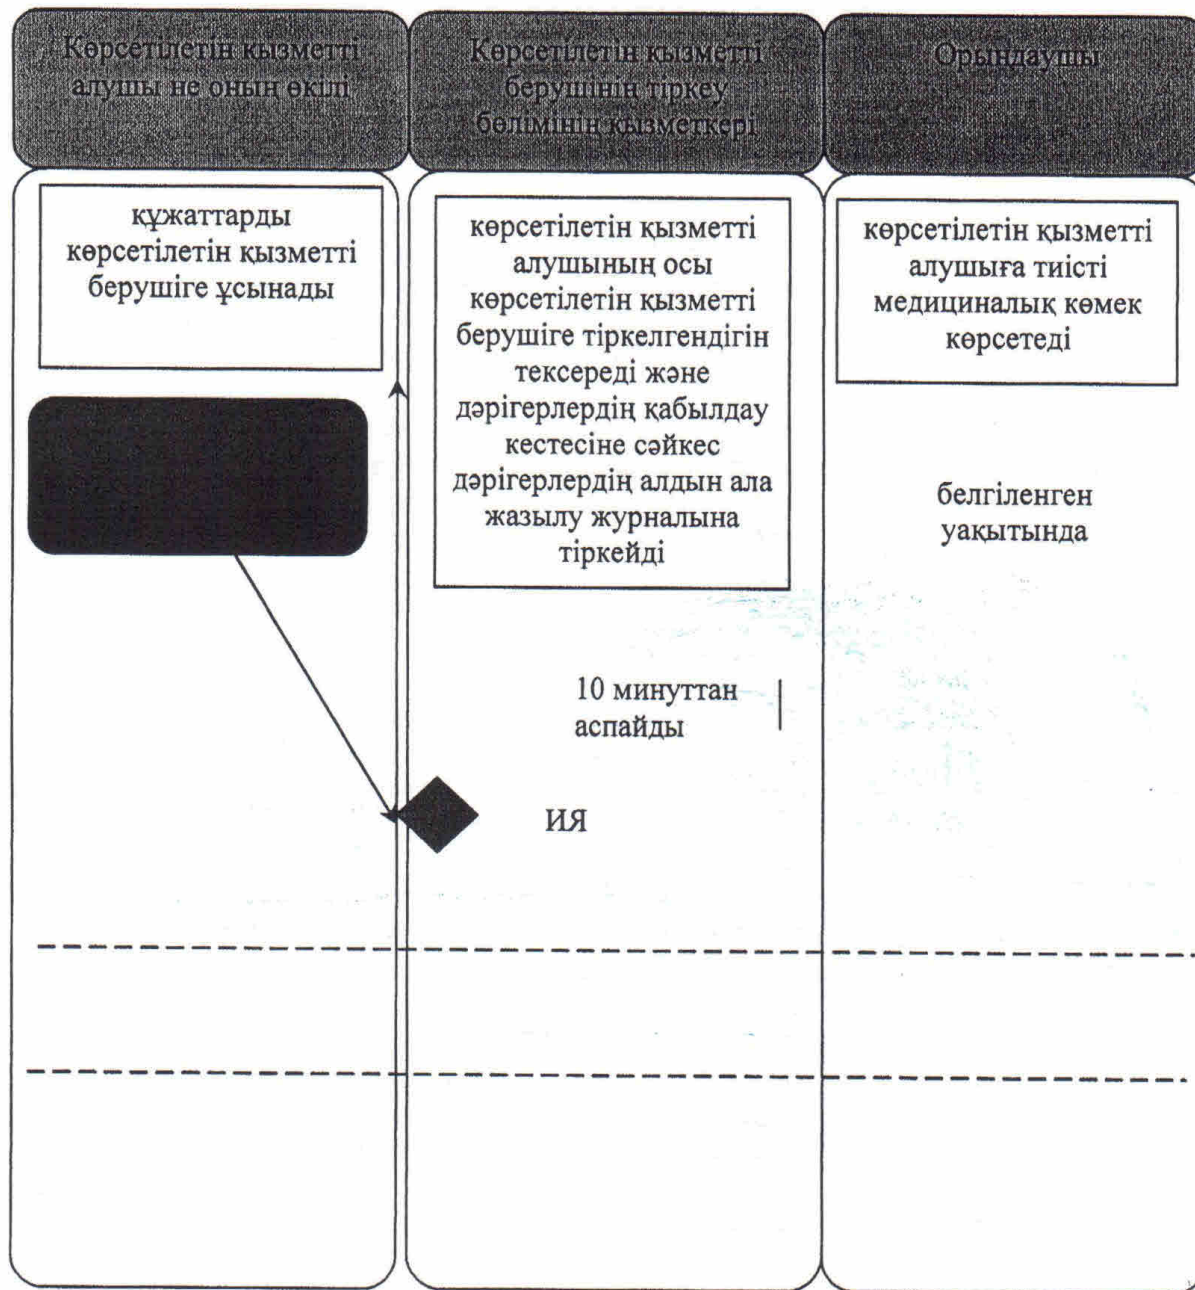 Көрсетілетін қызметті
алушы не оның өкілі
Көрсетілетін қызметті
берушінің тіркеу
бөлімінің қызметкері
Орындаушы
құжаттарды
көрсетілетін қызметті
берушіге ұсынады
көрсетілетін қызметті
алушының осы
көрсетілетін қызметті
берушіге тіркелгендігін
тексереді және
дәрігерлердің қабылдау
кестесіне сәйкес
дәрігерлердің алдын ала
жазылу журналына
тіркейді
көрсетілетін қызметті
алушыға тиісті
медициналық көмек
көрсетеді
белгіленген
уақытында
10 минуттан
аспайды
ИЯ